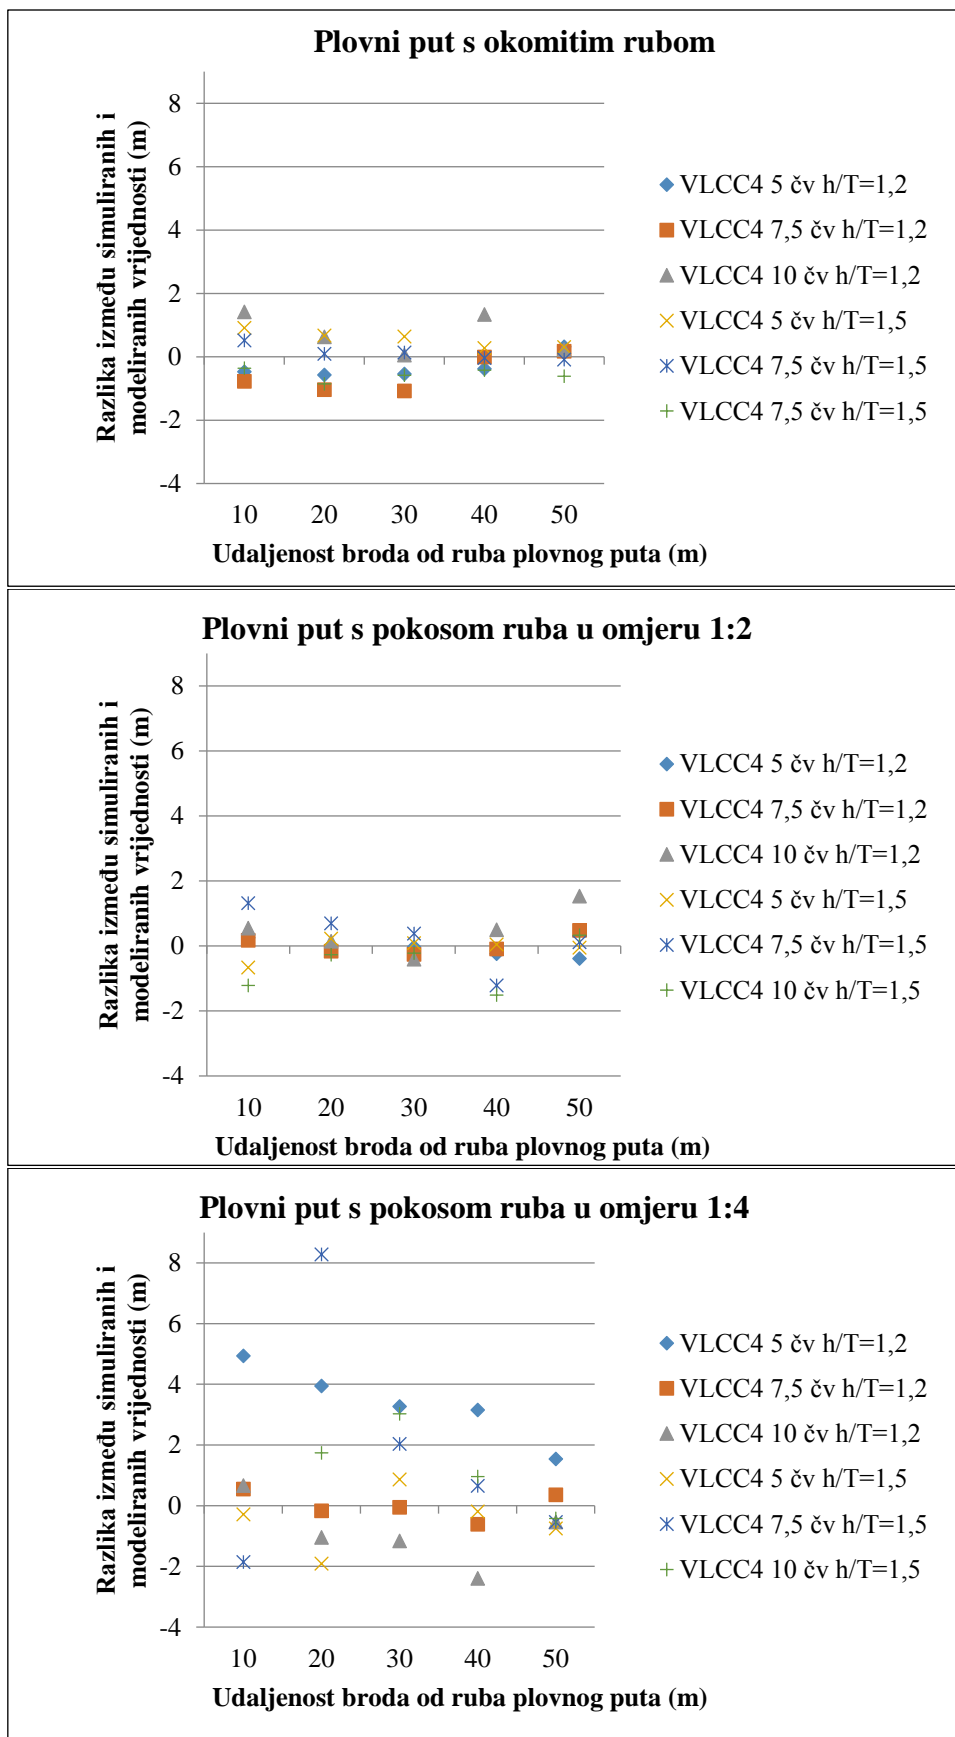 Plovni put s okomitim rubom
Razlika između simuliranih i
modeliranih vrijednosti (m)
8
6
4
2
0
-2
-4
10 20 30 40 50
Udaljenost broda od ruba plovnog puta (m)
VLCC4 5 čv h/T=1,2
VLCC4 7,5 čv h/T=1,2
VLCC4 10 čv h/T=1,2
VLCC4 5 čv h/T=1,5
VLCC4 7,5 čv h/T=1,5
VLCC4 7,5 čv h/T=1,5
Plovni put s pokosom ruba u omjeru 1:2
Razlika između simuliranih i
modeliranih vrijednosti (m)
8
6
4
2
0
-2
-4
10 20 30 40 50
Udaljenost broda od ruba plovnog puta (m)
VLCC4 5 čv h/T=1,2
VLCC4 7,5 čv h/T=1,2
VLCC4 10 čv h/T=1,2
VLCC4 5 čv h/T=1,5
VLCC4 7,5 čv h/T=1,5
VLCC4 10 čv h/T=1,5
Plovni put s pokosom ruba u omjeru 1:4
Razlika između simuliranih i
modeliranih vrijednosti (m)
8
6
4
2
0
-2
-4
10 20 30 40 50
Udaljenost broda od ruba plovnog puta (m)
VLCC4 5 čv h/T=1,2
VLCC4 7,5 čv h/T=1,2
VLCC4 10 čv h/T=1,2
VLCC4 5 čv h/T=1,5
VLCC4 7,5 čv h/T=1,5
VLCC4 10 čv h/T=1,5